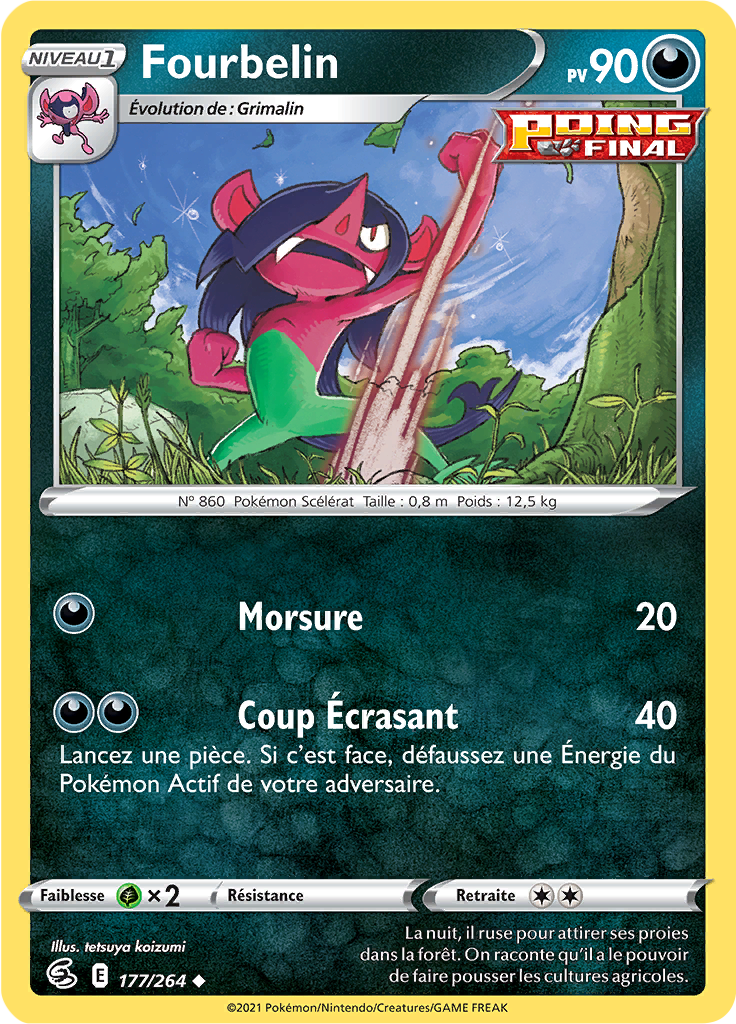 NIVEAU 1
Fourbelin
PV 90
Évolution de : Grimalin
POING
FINAL
N° 860 Pokémon Scélérat Taille : 0,8 m Poids : 12,5 kg
Morsure 20
Coup Écrasant 40
Lancez une pièce. Si c'est face, défaussez une Énergie du
Pokémon Actif de votre adversaire.
Faiblesse ×2 Résistance Retraite
Illus. tetsuya koizumi
E 177/264
La nuit, il ruse pour attirer ses proies
dans la forêt. On raconte qu'il a le pouvoir
de faire pousser les cultures agricoles.
©2021 Pokémon/Nintendo/Creatures/GAME FREAK